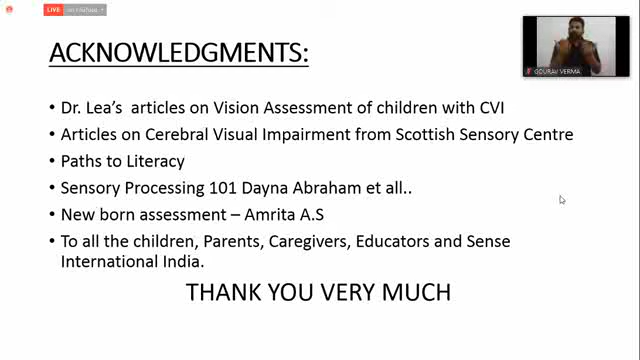 LIVE on YouTube
ACKNOWLEDGMENTS:
GOURAV VERMA
• Dr. Lea's articles on Vision Assessment of children with CVI
• Articles on Cerebral Visual Impairment from Scottish Sensory Centre
• Paths to Literacy
• Sensory Processing 101 Dayna Abraham et all..
• New born assessment – Amrita A.S
• To all the children, Parents, Caregivers, Educators and Sense
International India.
THANK YOU VERY MUCH